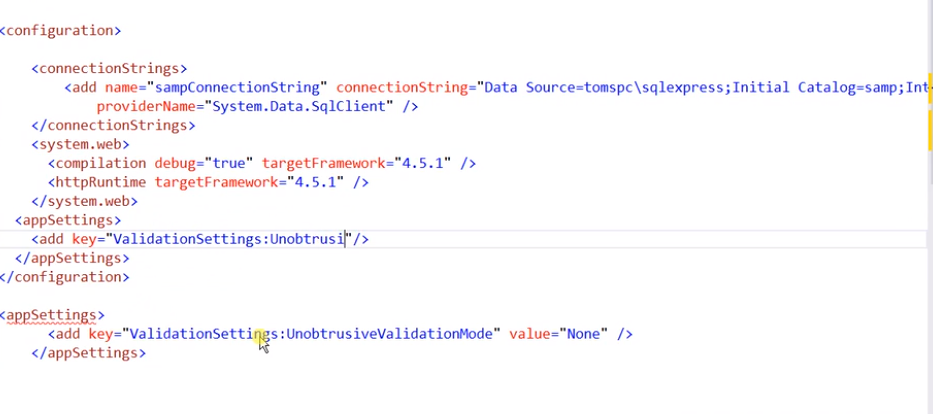 <configuration>
<connectionStrings>
<add name="sampConnectionString" connectionString="Data Source=tomspc\sqlexpress;Initial Catalog=samp;Int
providerName="System.Data.SqlClient" />
</connectionStrings>
<system.web>
<compilation debug="true" targetFramework="4.5.1" />
<httpRuntime targetFramework="4.5.1" />
</system.web>
<appSettings>
<add key="ValidationSettings:Unobtrusi"/>
</appSettings>
</configuration>
<appSettings>
<add key="ValidationSettings:UnobtrusiveValidationMode" value="None" />
</appSettings>